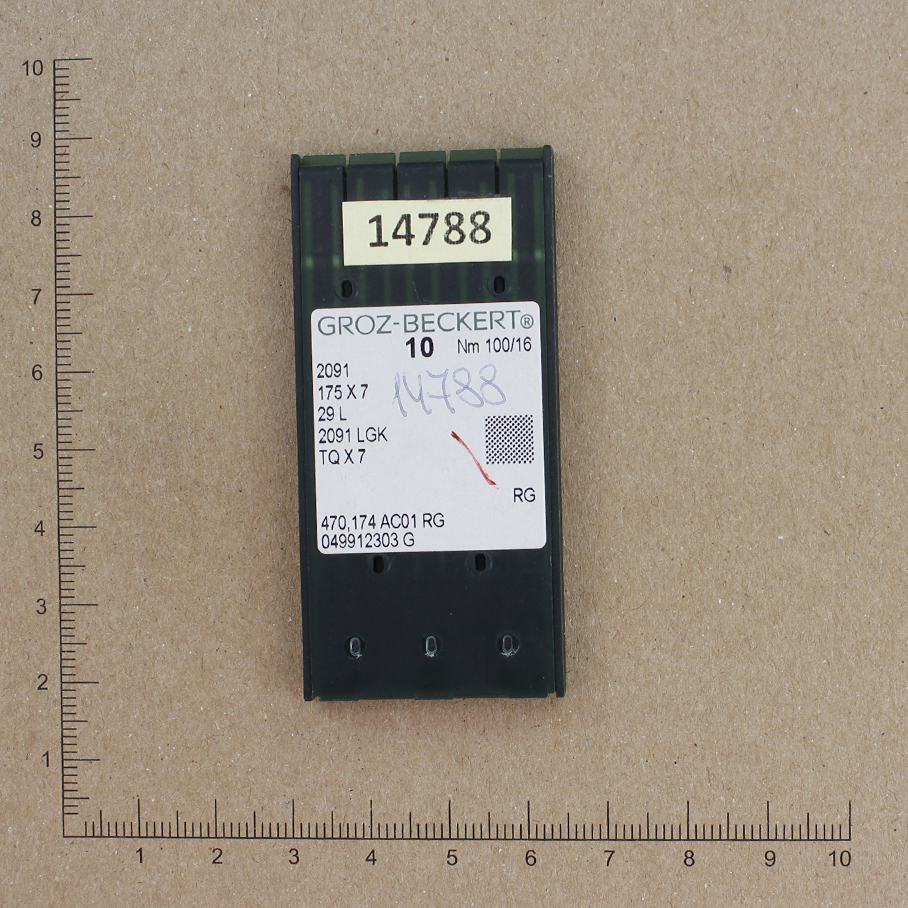 14788
GROZ-BECKERT®
10 Nm 100/16
2091
175 X 7
14788
29 L
2091 LGK
TQ X 7
RG
470,174 AC01 RG
049912303 G
10
9
8
7
6
5
4
3
2
1
1 2 3 4 5 6 7 8 9 10